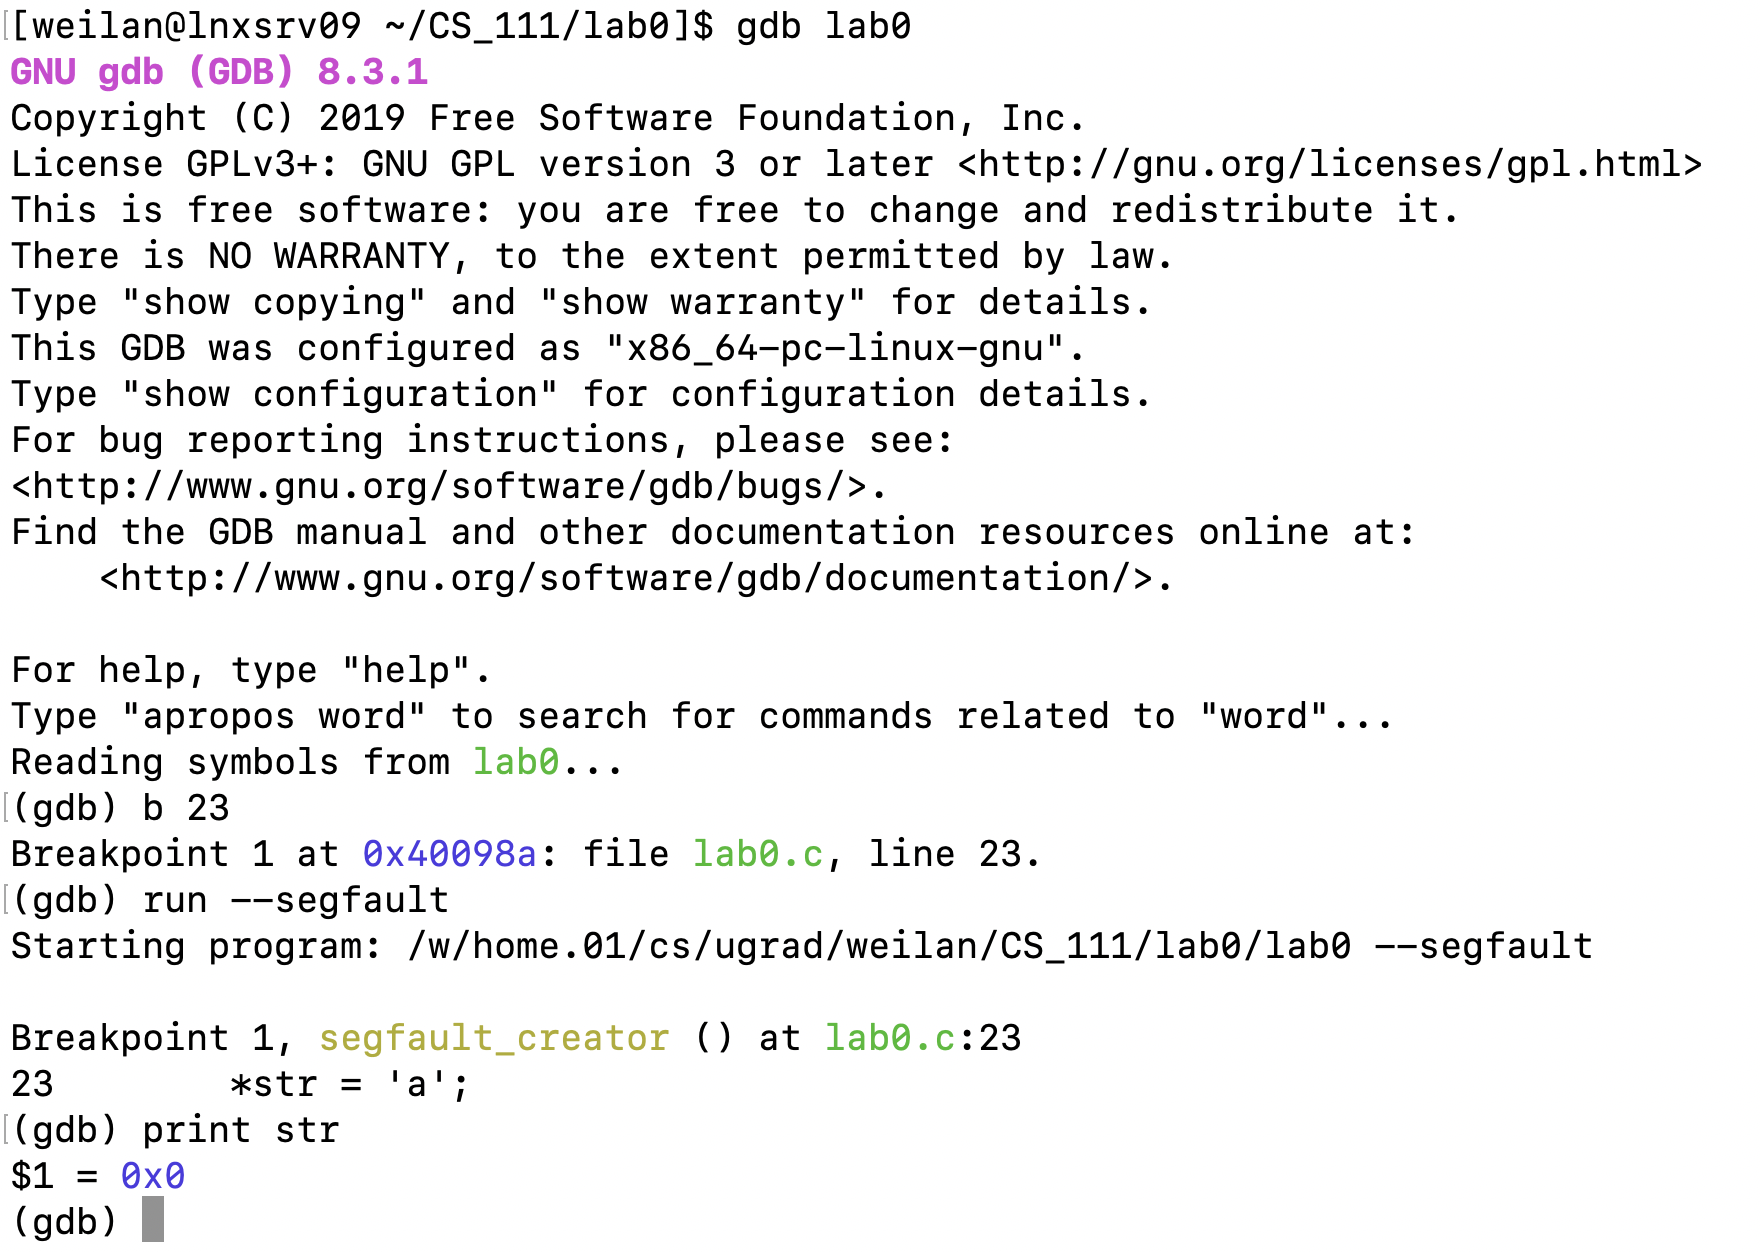 [weilan@lnxsrv09 ~/CS_111/lab0]$ gdb lab0
GNU gdb (GDB) 8.3.1
Copyright (C) 2019 Free Software Foundation, Inc.
License GPLv3+: GNU GPL version 3 or later <http://gnu.org/licenses/gpl.html>
This is free software: you are free to change and redistribute it.
There is NO WARRANTY, to the extent permitted by law.
Type "show copying" and "show warranty" for details.
This GDB was configured as "x86_64-pc-linux-gnu".
Type "show configuration" for configuration details.
For bug reporting instructions, please see:
<http://www.gnu.org/software/gdb/bugs/>.
Find the GDB manual and other documentation resources online at:
    <http://www.gnu.org/software/gdb/documentation/>.

For help, type "help".
Type "apropos word" to search for commands related to "word"...
Reading symbols from lab0...
(gdb) b 23
Breakpoint 1 at 0x40098a: file lab0.c, line 23.
(gdb) run --segfault
Starting program: /w/home.01/cs/ugrad/weilan/CS_111/lab0/lab0 --segfault

Breakpoint 1, segfault_creator () at lab0.c:23
23        *str = 'a';
(gdb) print str
$1 = 0x0
(gdb)